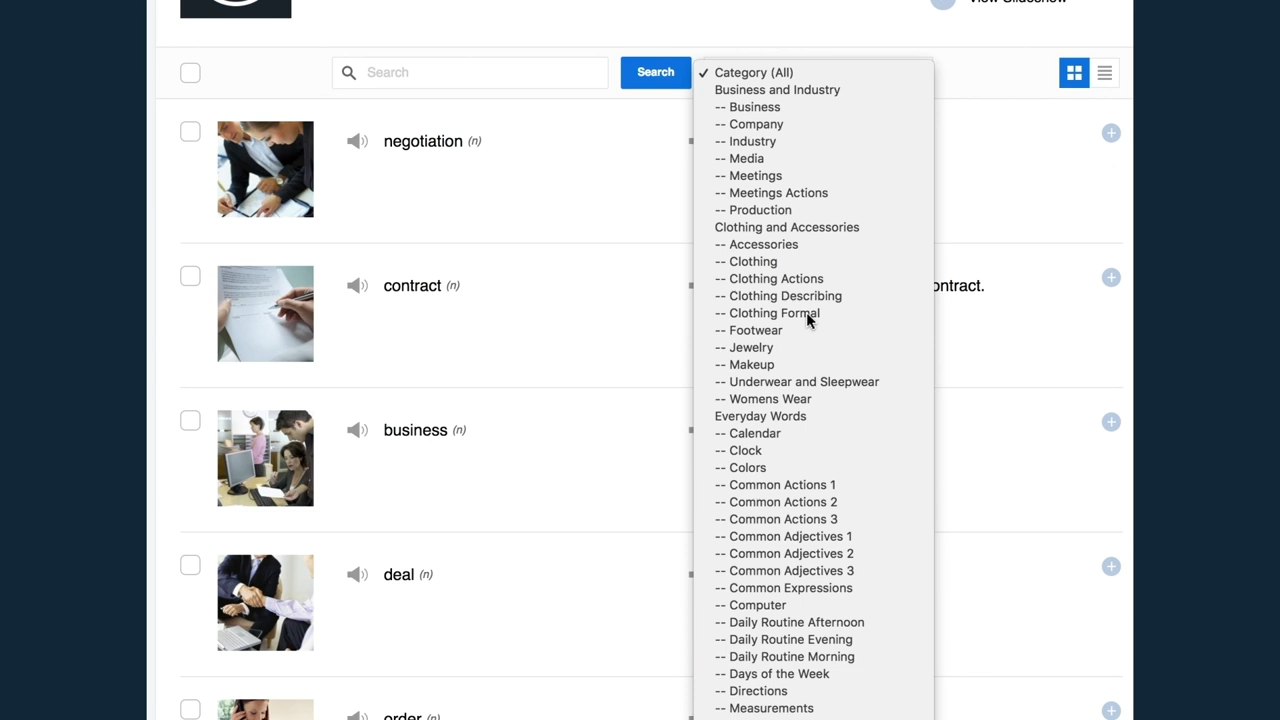 View Slideshow
Search
Search
Category (All)
Business and Industry
-- Business
-- Company
-- Industry
-- Media
-- Meetings
-- Meetings Actions
-- Production
Clothing and Accessories
-- Accessories
-- Clothing
-- Clothing Actions
-- Clothing Describing
-- Clothing Formal
-- Footwear
-- Jewelry
-- Makeup
-- Underwear and Sleepwear
-- Womens Wear
Everyday Words
-- Calendar
-- Clock
-- Colors
-- Common Actions 1
-- Common Actions 2
-- Common Actions 3
-- Common Adjectives 1
-- Common Adjectives 2
-- Common Adjectives 3
-- Common Expressions
-- Computer
-- Daily Routine Afternoon
-- Daily Routine Evening
-- Daily Routine Morning
-- Days of the Week
-- Directions
-- Measurements
negotiation (n)
contract (n)
ontract.
business (n)
deal (n)
order (n)